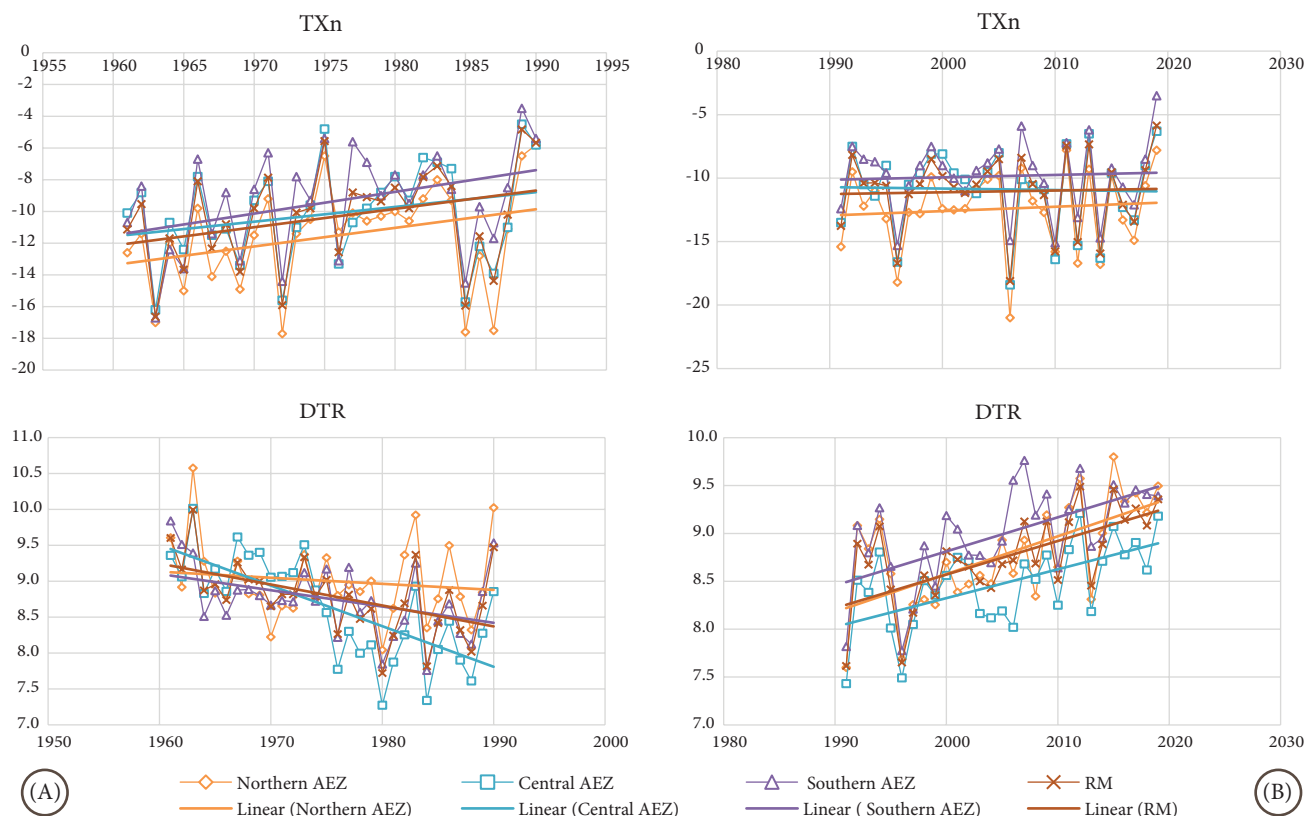 TXn
0
1955 1960 1965 1970 1975 1980 1985 1990 1995
-2
-4
-6
-8
-10
-12
-14
-16
-18
-20
TXn
0
1980 1990 2000 2010 2020 2030
-5
-10
-15
-20
-25
DTR
11.0
10.5
10.0
9.5
9.0
8.5
8.0
7.5
7.0
1950 1960 1970 1980 1990 2000
DTR
10.0
9.5
9.0
8.5
8.0
7.5
7.0
1980 1990 2000 2010 2020 2030
(A)
Northern AEZ Central AEZ Southern AEZ RM
Linear (Northern AEZ) Linear (Central AEZ) Linear ( Southern AEZ) Linear (RM)
(B)